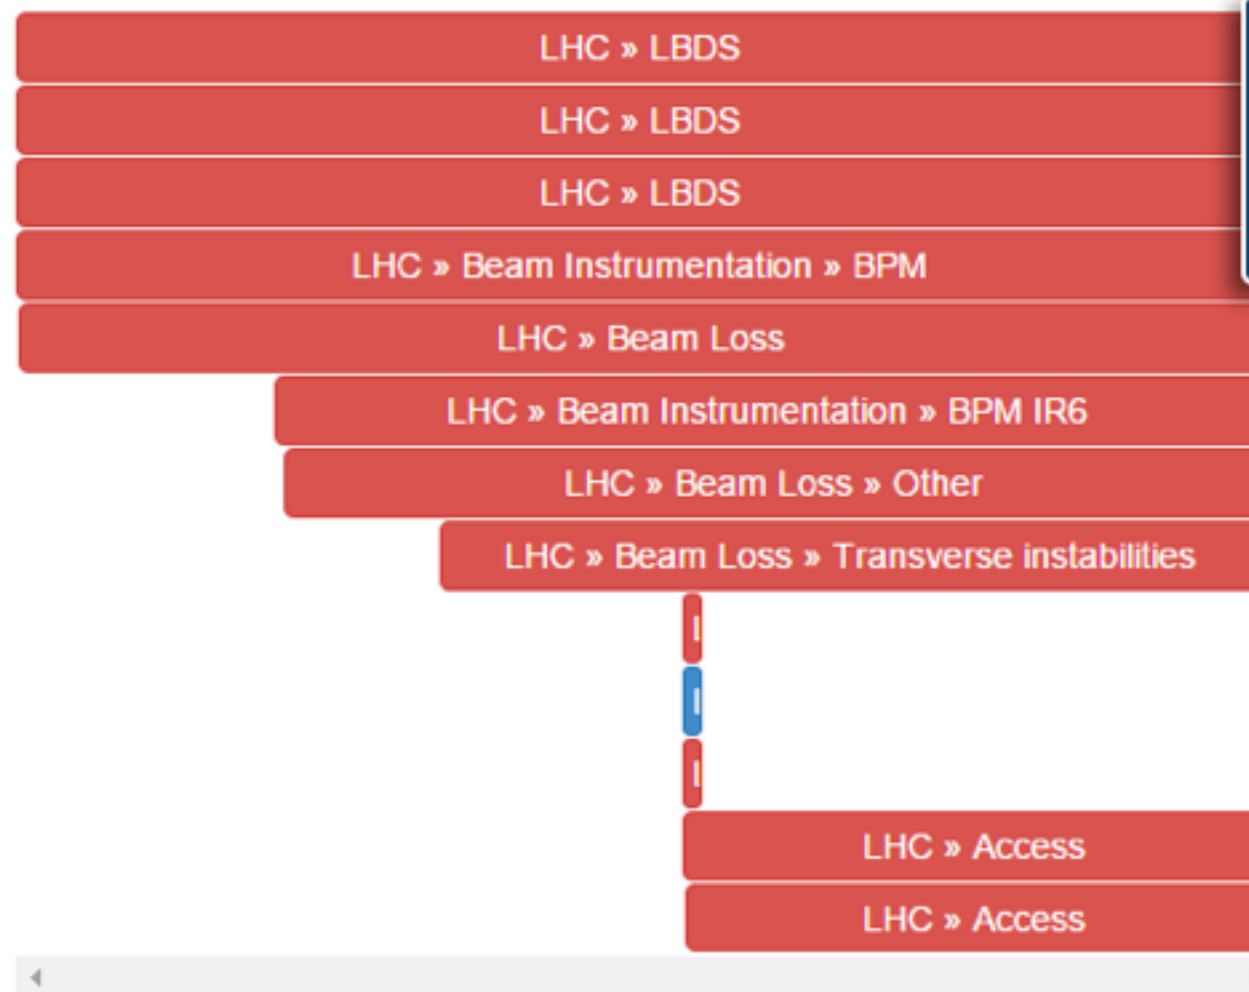 LHC » LBDS
LHC » LBDS
LHC » LBDS
LHC » Beam Instrumentation » BPM
LHC » Beam Loss
LHC » Beam Instrumentation » BPM IR6
LHC » Beam Loss » Other
LHC » Beam Loss » Transverse instabilities
LHC » Access
LHC » Access